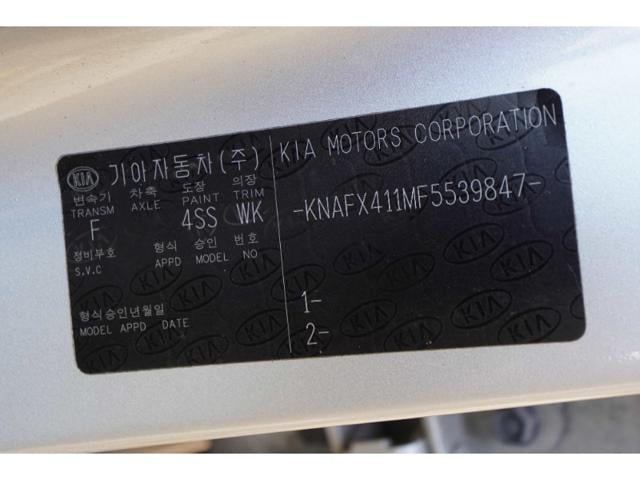 KIA 기아자동차(주)
변속기 차축 도장 의장
TRANSM AXLE PAINT TRIM
F 4SS WK
정비부호 형식 승인 번호
S.V.C APPD MODEL NO
형식승인년월일
MODEL APPD DATE
KIA MOTORS CORPORATION
-KNAFX411MF5539847-
1-
2-